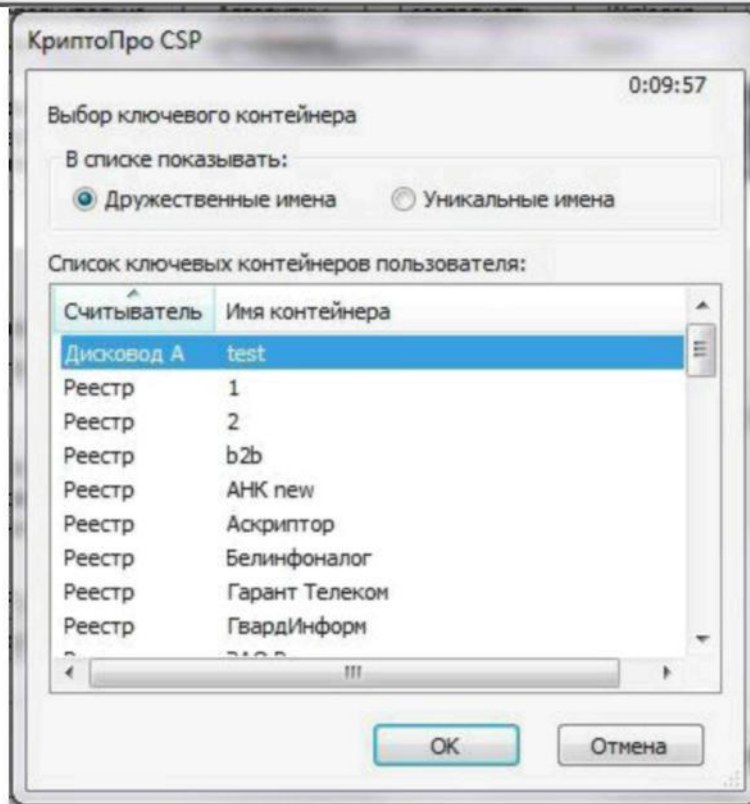 КриптоПро CSP
0:09:57
Выбор ключевого контейнера
В списке показывать:
Дружественные имена Уникальные имена
Список ключевых контейнеров пользователя:
Считыватель Имя контейнера
Дисковод A test
Реестр 1
Реестр 2
Реестр b2b
Реестр АНК new
Реестр Аскриптор
Реестр Белинфоналог
Реестр Гарант Телеком
Реестр ГвардИнформ
OK Отмена